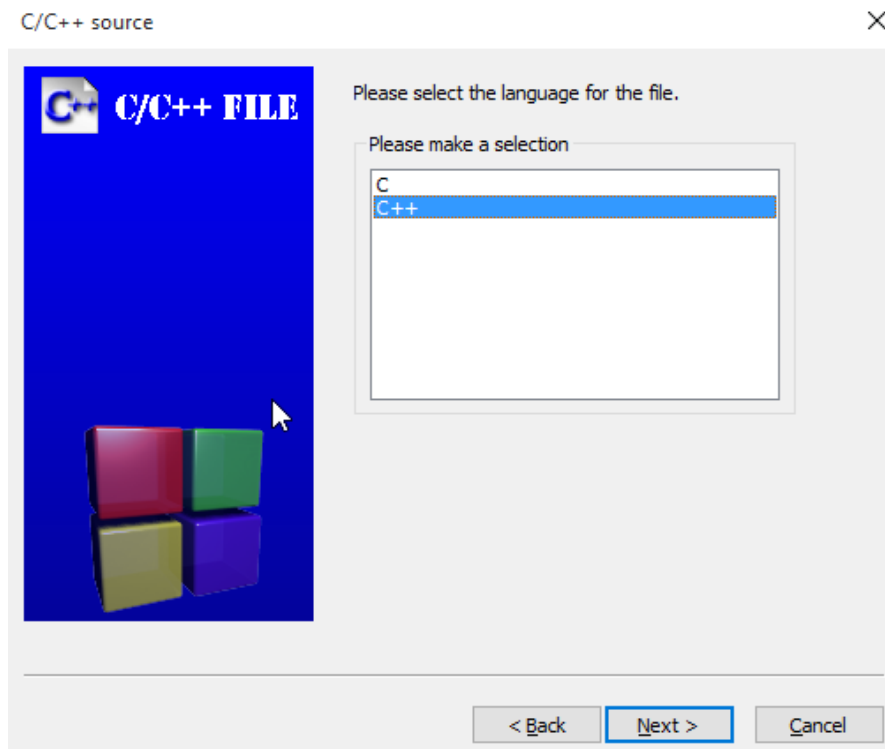 C/C++ source
C++ C/C++ FILE
Please select the language for the file.
Please make a selection
C
C++
< Back
Next >
Cancel